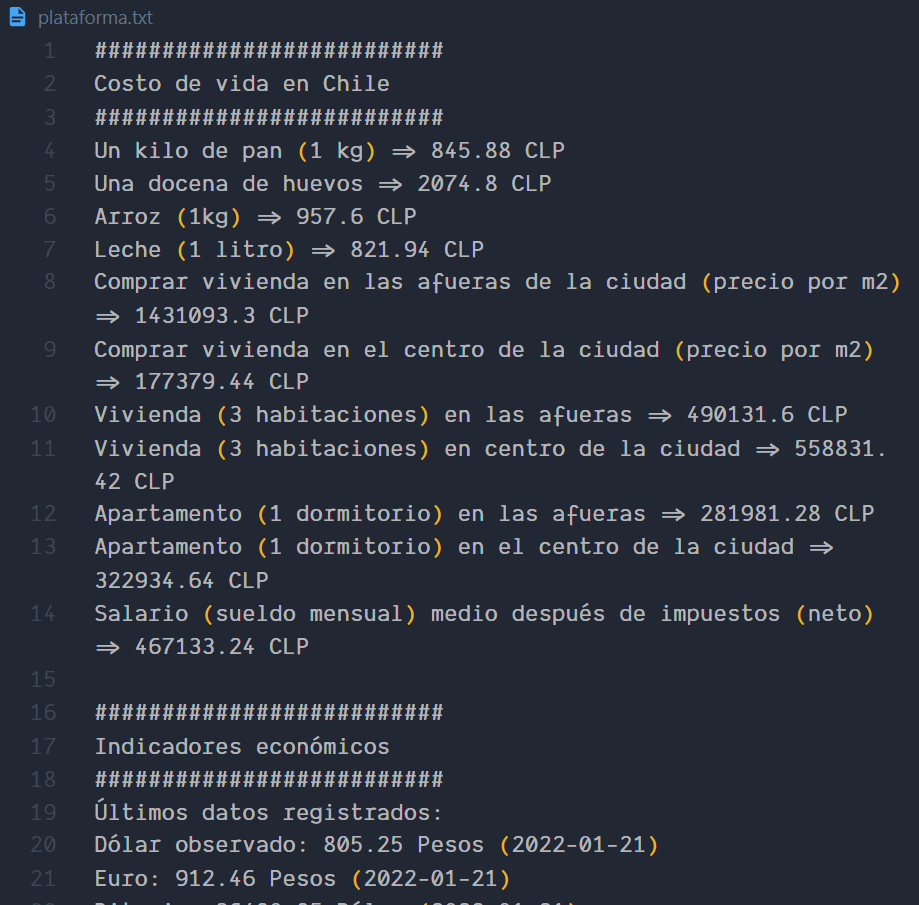 plataforma.txt
1 ##########################
2 Costo de vida en Chile
3 ##########################
4 Un kilo de pan (1 kg) => 845.88 CLP
5 Una docena de huevos => 2074.8 CLP
6 Arroz (1kg) => 957.6 CLP
7 Leche (1 litro) => 821.94 CLP
8 Comprar vivienda en las afueras de la ciudad (precio por m2)
=> 1431093.3 CLP
9 Comprar vivienda en el centro de la ciudad (precio por m2)
=> 177379.44 CLP
10 Vivienda (3 habitaciones) en las afueras => 490131.6 CLP
11 Vivienda (3 habitaciones) en centro de la ciudad => 558831.
42 CLP
12 Apartamento (1 dormitorio) en las afueras => 281981.28 CLP
13 Apartamento (1 dormitorio) en el centro de la ciudad =>
322934.64 CLP
14 Salario (sueldo mensual) medio después de impuestos (neto)
=> 467133.24 CLP
15
16 ##########################
17 Indicadores económicos
18 ##########################
19 Últimos datos registrados:
20 Dólar observado: 805.25 Pesos (2022-01-21)
21 Euro: 912.46 Pesos (2022-01-21)